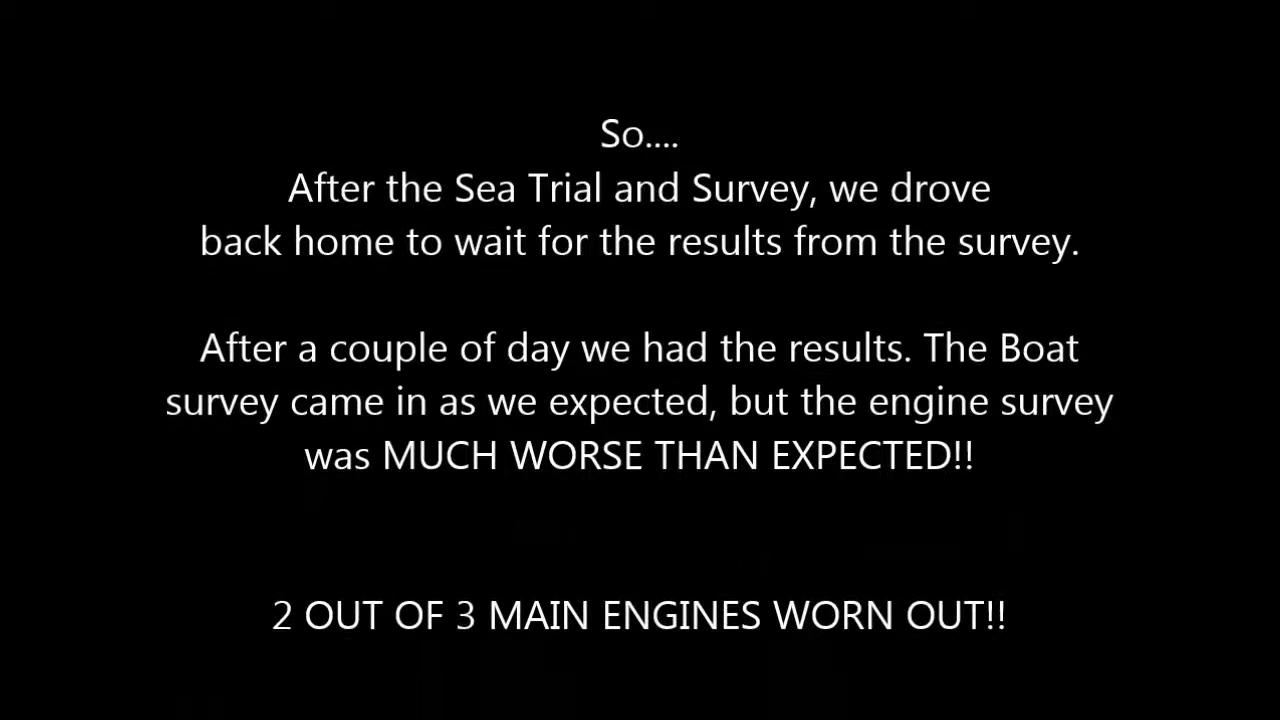 So....
After the Sea Trial and Survey, we drove
back home to wait for the results from the survey.
After a couple of day we had the results. The Boat
survey came in as we expected, but the engine survey
was MUCH WORSE THAN EXPECTED!!
2 OUT OF 3 MAIN ENGINES WORN OUT!!